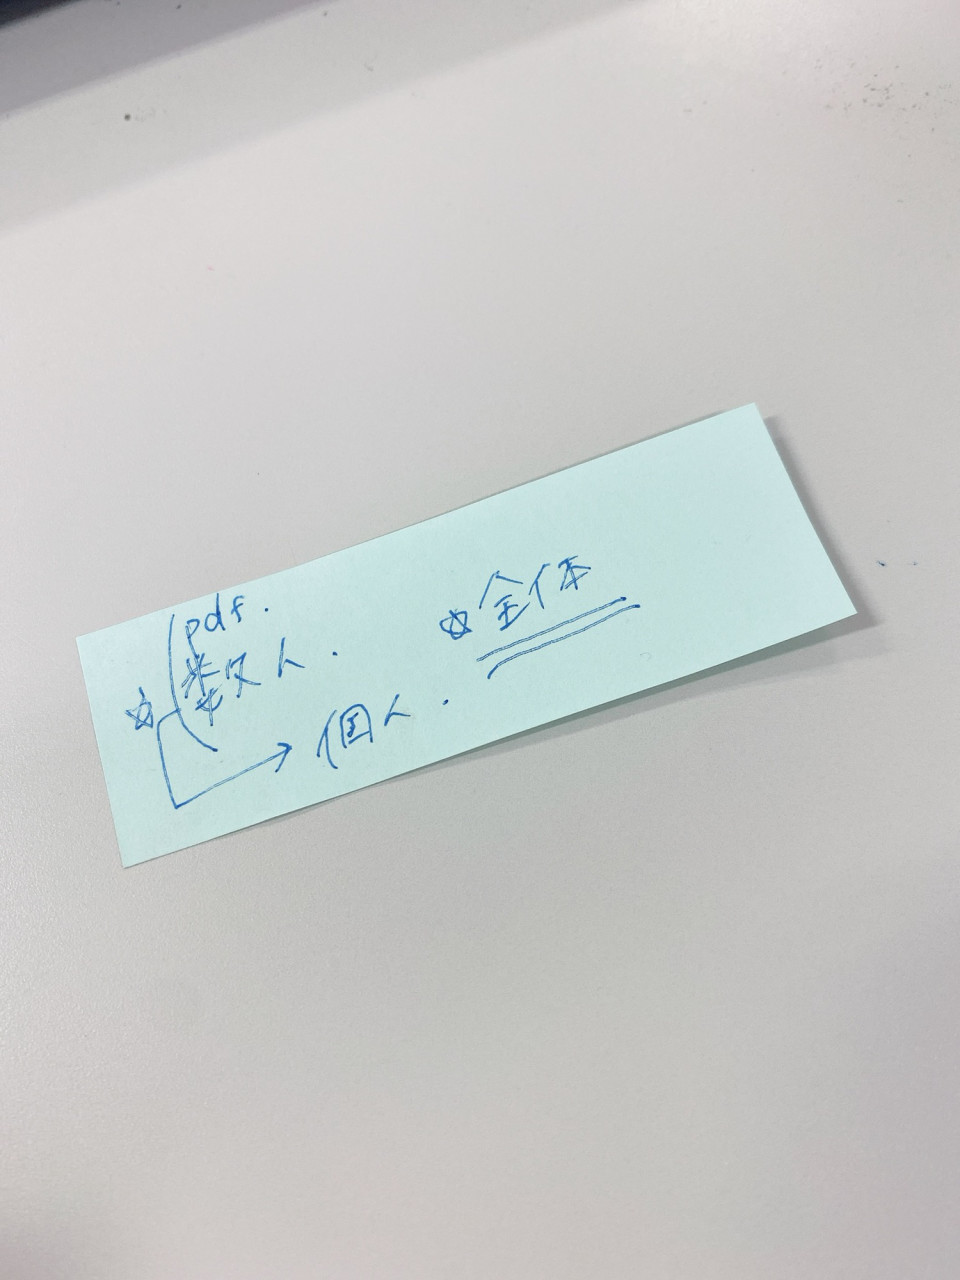 pdf.
☆ 数人.
→ 個人.
☆ 全体